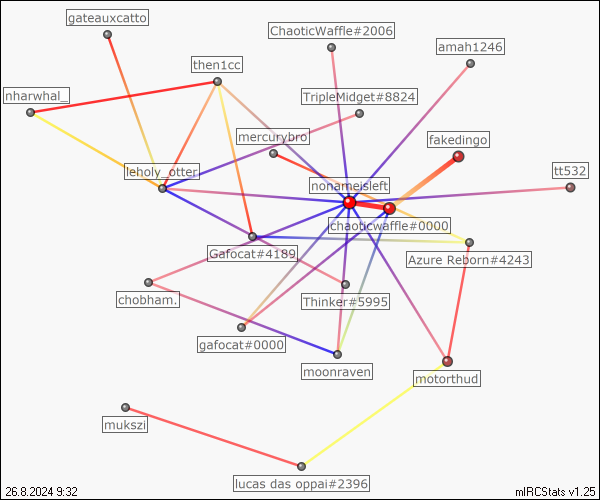 gateauxcatto
ChaoticWaffle#2006
amah1246
then1cc
nharwhal_
TripleMidget#8824
mercurybro
fakedingo
leholy_otter
tt532
nonameisleft
chaoticwaffle#0000
Gafocat#4189
Azure Reborn#4243
chobham.
Thinker#5995
gafocat#0000
moonraven
motorthud
mukszi
lucas das oppai#2396
26.8.2024 9:32
mIRCStats v1.25